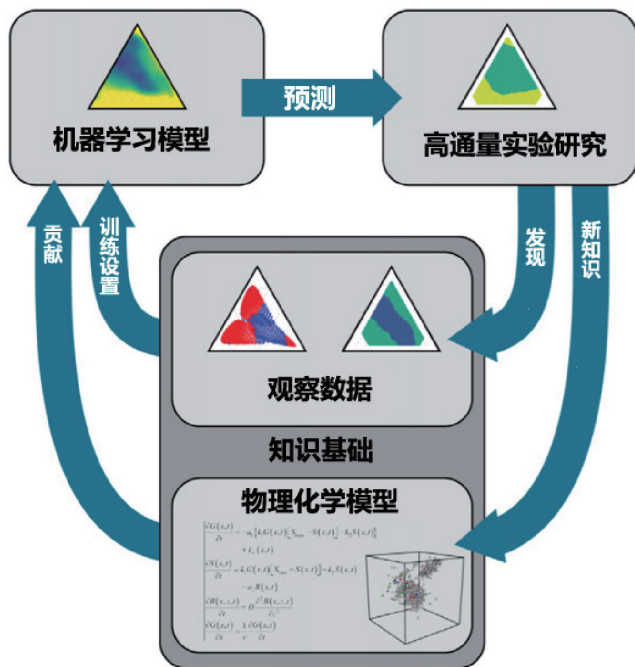 机器学习模型
预测
高通量实验研究
贡献
训练设置
发现
新知识
观察数据
知识基础
物理化学模型